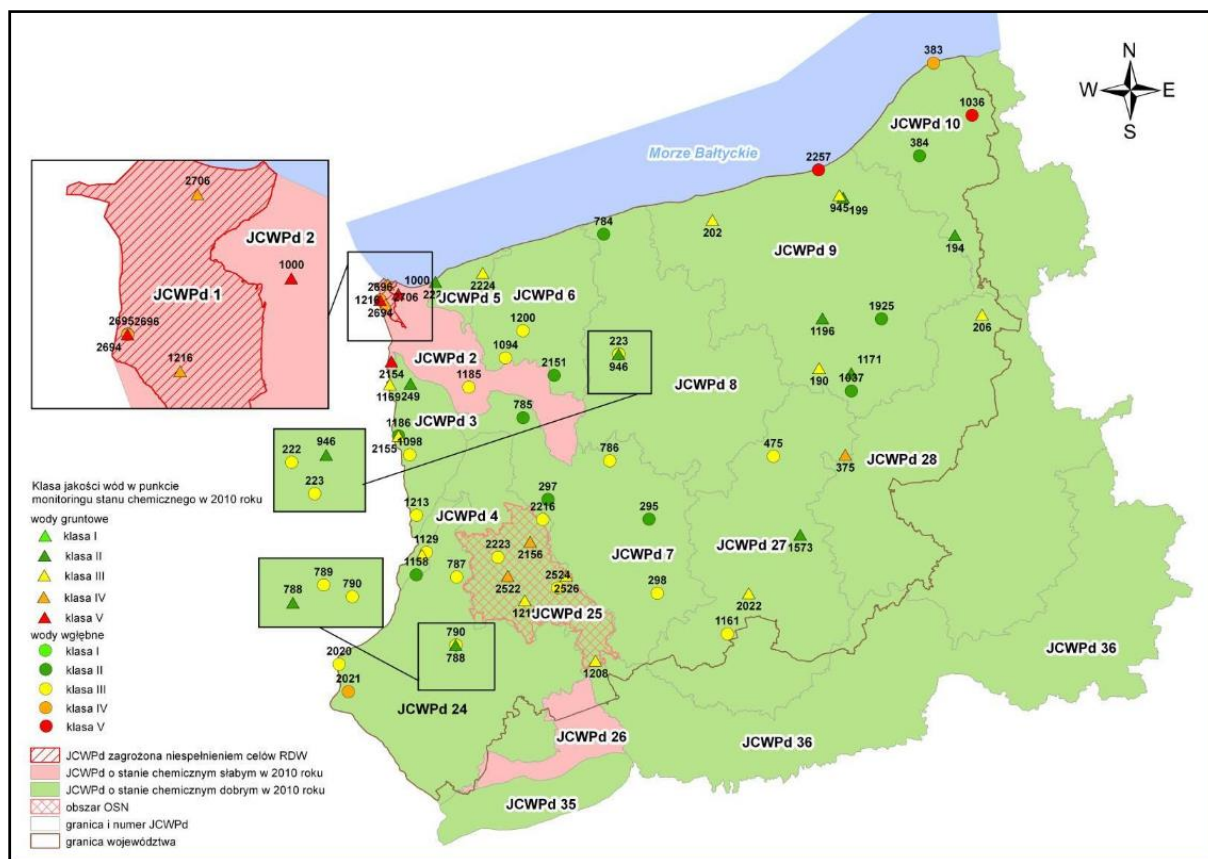 383
N
W E
S
1036
JCWPd 10
384
Morze Bałtyckie
2257
2706
945
199
784
202
JCWPd 9
194
JCWPd 2
1000
JCWPd 1
2695
2696
2694
1216
1000
222
2224
JCWPd 5
JCWPd 6
2696
1216
2706
2694
1200
1094
223
946
1196
1925
206
JCWPd 2
2154
2151
JCWPd 8
190
1171
1037
1185
1169
249
JCWPd 3
785
1186
1098
2155
946
222
223
786
475
375
JCWPd 28
Klasa jakości wód w punkcie
monitoringu stanu chemicznego w 2010 roku
wody gruntowe
klasa I
klasa II
klasa III
klasa IV
klasa V
wody wgłębne
klasa I
klasa II
klasa III
klasa IV
klasa V
1213
JCWPd 4
297
2216
295
1129
2223
2156
JCWPd 7
JCWPd 27
1573
1158
787
2522
2524
2526
298
789
788
790
JCWPd 25
2022
1161
790
788
2020
1208
2021
JCWPd 24
JCWPd 36
JCWPd 26
JCWPd 36
JCWPd 35
JCWPd zagrożona niespełnieniem celów RDW
JCWPd o stanie chemicznym słabym w 2010 roku
JCWPd o stanie chemicznym dobrym w 2010 roku
obszar OSN
granica i numer JCWPd
granica województwa